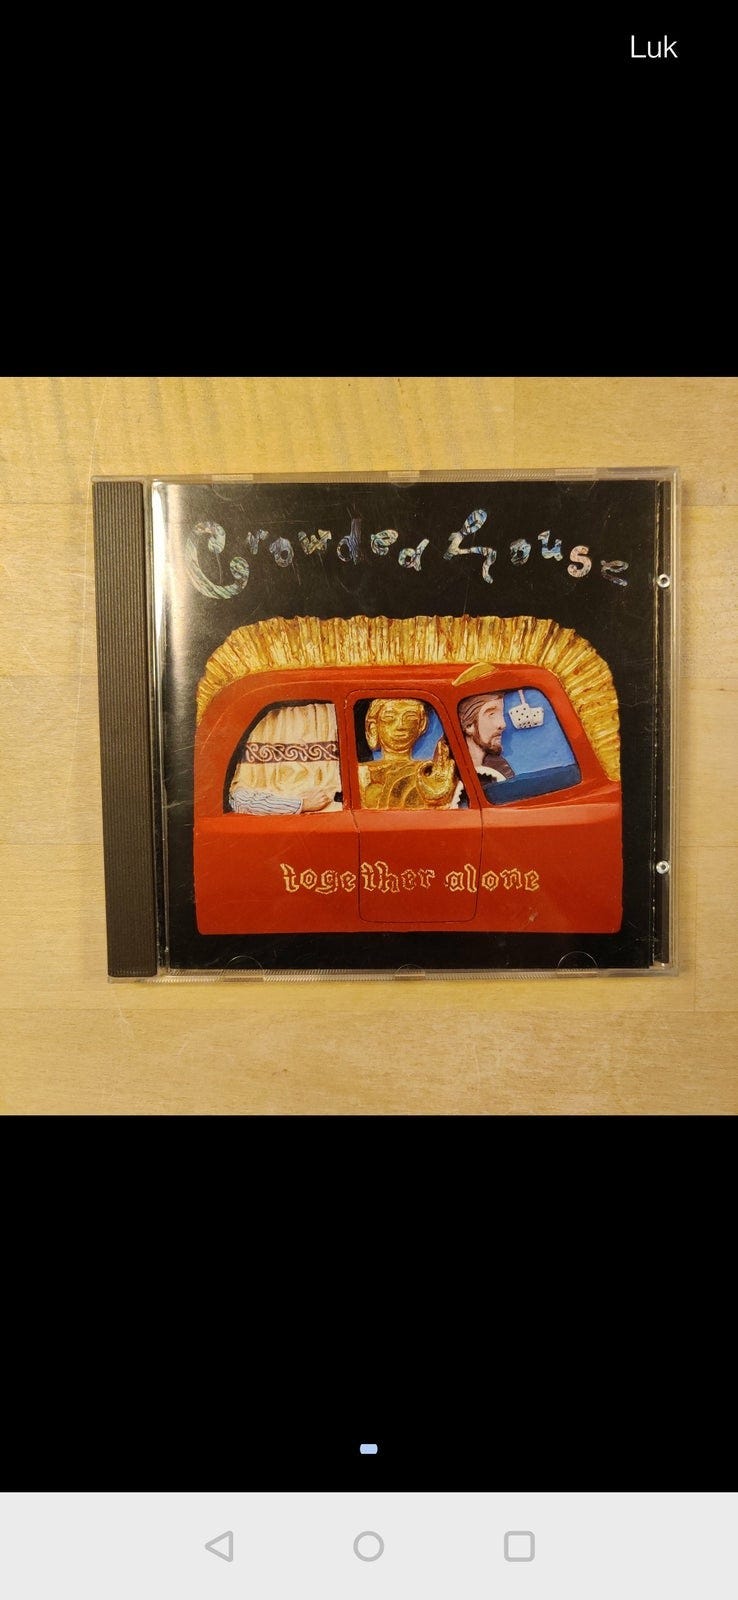 Luk
Crowded House
together alone